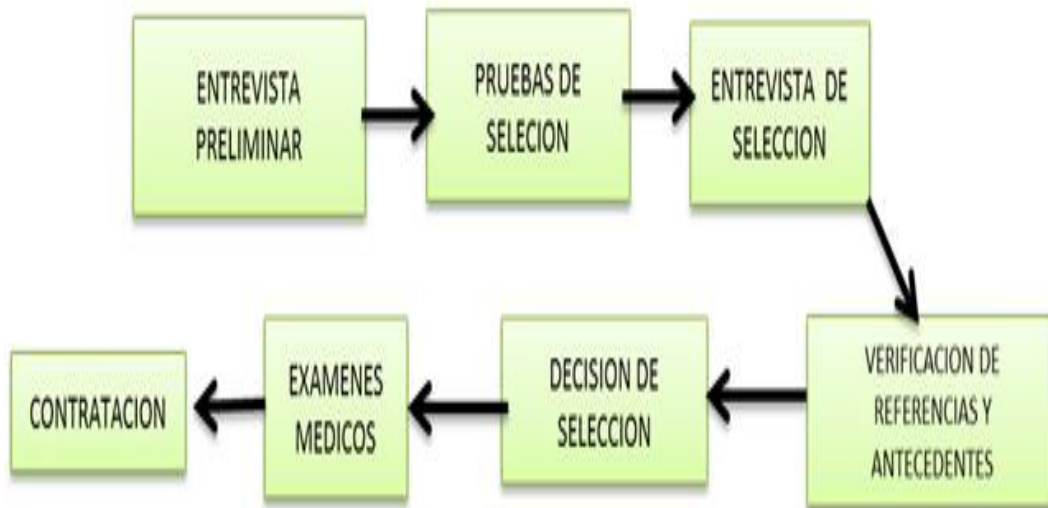 ENTREVISTA
PRELIMINAR
PRUEBAS DE
SELECION
ENTREVISTA DE
SELECCION
VERIFICACION DE
REFERENCIAS Y
ANTECEDENTES
DECISION DE
SELECCION
EXAMENES
MEDICOS
CONTRATACION